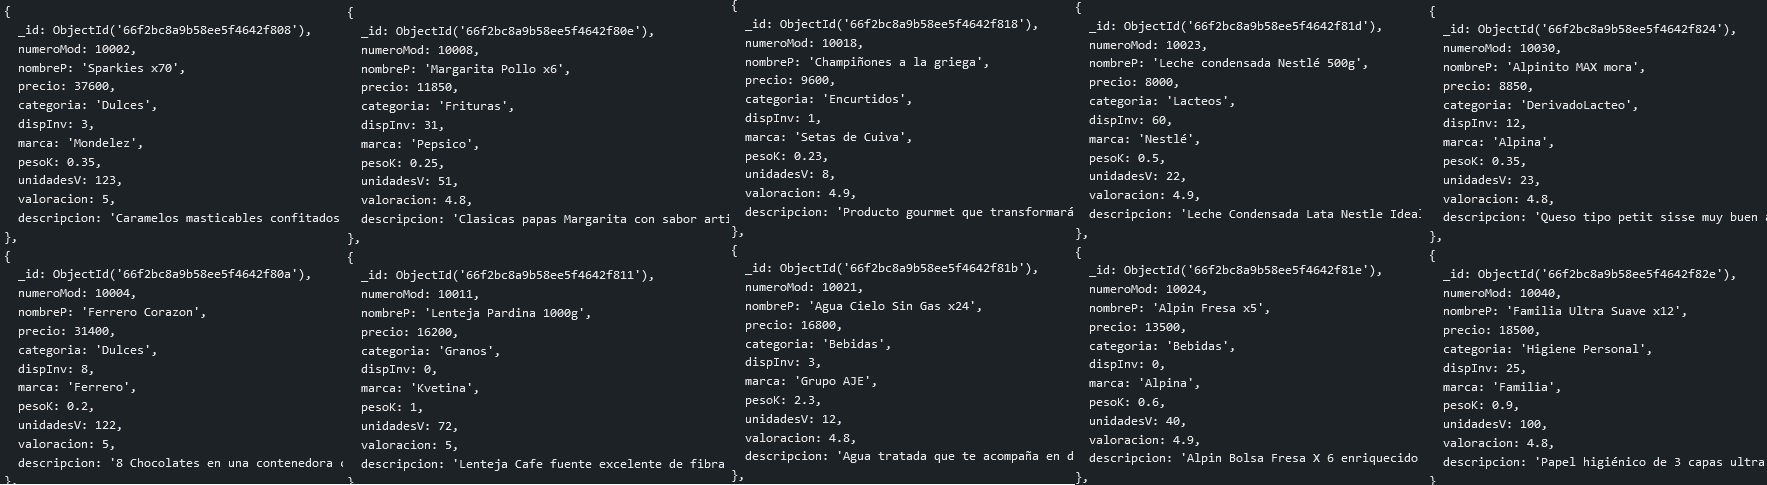 {
_id: ObjectId('66f2bc8a9b58ee5f4642f808'),
numeroMod: 10002,
nombreP: 'Sparkies x70',
precio: 37600,
categoria: 'Dulces',
dispInv: 3,
marca: 'Mondelez',
pesoK: 0.35,
unidadesV: 123,
valoracion: 5,
descripcion: 'Caramelos masticables confitados
},
{
_id: ObjectId('66f2bc8a9b58ee5f4642f80a'),
numeroMod: 10004,
nombreP: 'Ferrero Corazon',
precio: 31400,
categoria: 'Dulces',
dispInv: 8,
marca: 'Ferrero',
pesoK: 0.2,
unidadesV: 122,
valoracion: 5,
descripcion: '8 Chocolates en una contenedora
},
{
_id: ObjectId('66f2bc8a9b58ee5f4642f80e'),
numeroMod: 10008,
nombreP: 'Margarita Pollo x6',
precio: 11850,
categoria: 'Frituras',
dispInv: 31,
marca: 'Pepsico',
pesoK: 0.25,
unidadesV: 51,
valoracion: 4.8,
descripcion: 'Clasicas papas Margarita con sabor arti
},
{
_id: ObjectId('66f2bc8a9b58ee5f4642f811'),
numeroMod: 10011,
nombreP: 'Lenteja Pardina 1000g',
precio: 16200,
categoria: 'Granos',
dispInv: 0,
marca: 'Kvetina',
pesoK: 1,
unidadesV: 72,
valoracion: 5,
descripcion: 'Lenteja Cafe fuente excelente de fibra
},
{
_id: ObjectId('66f2bc8a9b58ee5f4642f818'),
numeroMod: 10018,
nombreP: 'Champiñones a la griega',
precio: 9600,
categoria: 'Encurtidos',
dispInv: 1,
marca: 'Setas de Cuiva',
pesoK: 0.23,
unidadesV: 8,
valoracion: 4.9,
descripcion: 'Producto gourmet que transformará
},
{
_id: ObjectId('66f2bc8a9b58ee5f4642f81b'),
numeroMod: 10021,
nombreP: 'Agua Cielo Sin Gas x24',
precio: 16800,
categoria: 'Bebidas',
dispInv: 3,
marca: 'Grupo AJE',
pesoK: 2.3,
unidadesV: 12,
valoracion: 4.8,
descripcion: 'Agua tratada que te acompaña en d
},
{
_id: ObjectId('66f2bc8a9b58ee5f4642f81d'),
numeroMod: 10023,
nombreP: 'Leche condensada Nestlé 500g',
precio: 8000,
categoria: 'Lacteos',
dispInv: 60,
marca: 'Nestlé',
pesoK: 0.5,
unidadesV: 22,
valoracion: 4.9,
descripcion: 'Leche Condensada Lata Nestle Ideal
},
{
_id: ObjectId('66f2bc8a9b58ee5f4642f81e'),
numeroMod: 10024,
nombreP: 'Alpin Fresa x5',
precio: 13500,
categoria: 'Bebidas',
dispInv: 0,
marca: 'Alpina',
pesoK: 0.6,
unidadesV: 40,
valoracion: 4.9,
descripcion: 'Alpin Bolsa Fresa X 6 enriquecido
},
{
_id: ObjectId('66f2bc8a9b58ee5f4642f824'),
numeroMod: 10030,
nombreP: 'Alpinito MAX mora',
precio: 8850,
categoria: 'DerivadoLacteo',
dispInv: 12,
marca: 'Alpina',
pesoK: 0.35,
unidadesV: 23,
valoracion: 4.8,
descripcion: 'Queso tipo petit sisse muy buen
},
{
_id: ObjectId('66f2bc8a9b58ee5f4642f82e'),
numeroMod: 10040,
nombreP: 'Familia Ultra Suave x12',
precio: 18500,
categoria: 'Higiene Personal',
dispInv: 25,
marca: 'Familia',
pesoK: 0.9,
unidadesV: 100,
valoracion: 4.8,
descripcion: 'Papel higiénico de 3 capas ultra
}